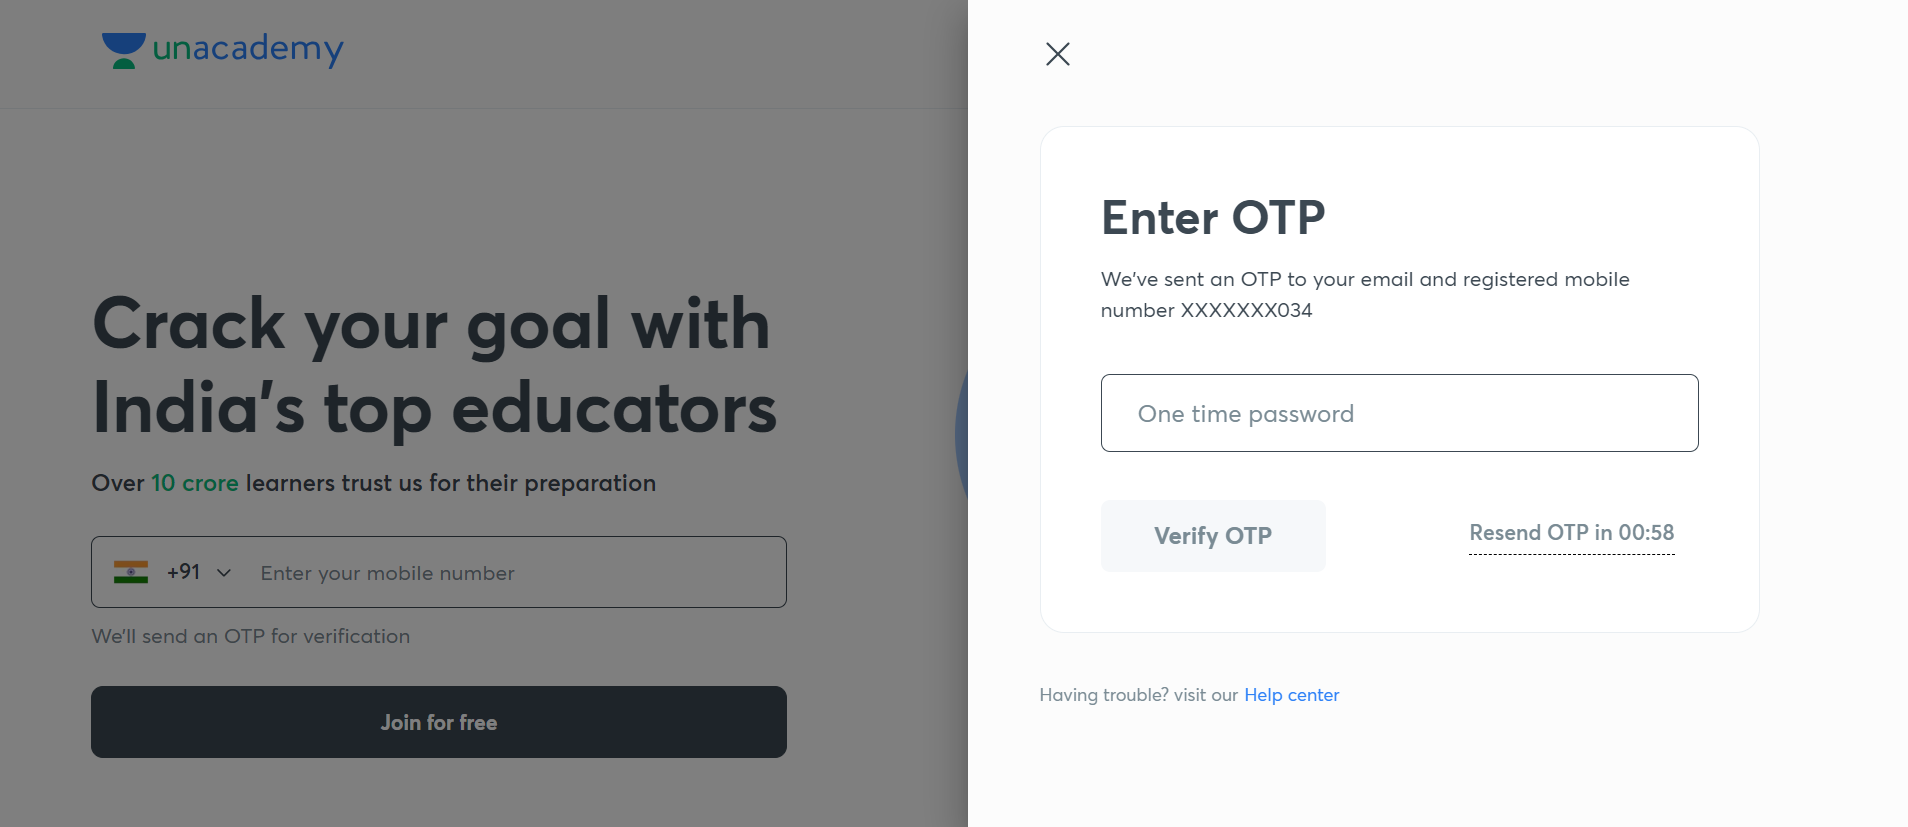 unacademy
Crack your goal with
India's top educators
Over 10 crore learners trust us for their preparation
+91 Enter your mobile number
We'll send an OTP for verification
Join for free
Enter OTP
We've sent an OTP to your email and registered mobile
number XXXXXXX034
One time password
Verify OTP
Resend OTP in 00:58
Having trouble? visit our Help center